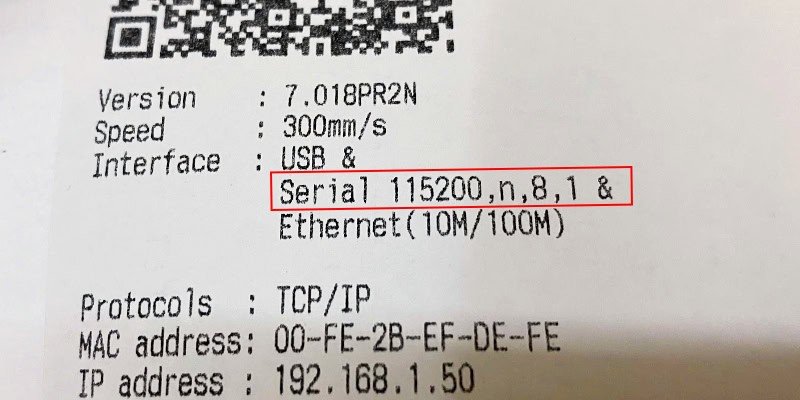 Version : 7.018PR2N
Speed : 300mm/s
Interface : USB &
Serial 115200,n,8,1 &
Ethernet(10M/100M)
Protocols : TCP/IP
MAC address: 00-FE-2B-EF-DE-FE
IP address : 192.168.1.50